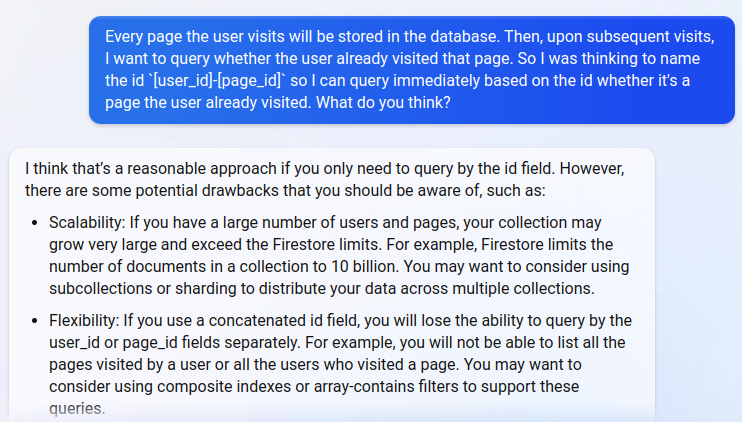 Every page the user visits will be stored in the database. Then, upon subsequent visits,
I want to query whether the user already visited that page. So I was thinking to name
the id `[user_id]-[page_id]` so I can query immediately based on the id whether it's a
page the user already visited. What do you think?
I think that's a reasonable approach if you only need to query by the id field. However,
there are some potential drawbacks that you should be aware of, such as:
• Scalability: If you have a large number of users and pages, your collection may
grow very large and exceed the Firestore limits. For example, Firestore limits the
number of documents in a collection to 10 billion. You may want to consider using
subcollections or sharding to distribute your data across multiple collections.
• Flexibility: If you use a concatenated id field, you will lose the ability to query by the
user_id or page_id fields separately. For example, you will not be able to list all the
pages visited by a user or all the users who visited a page. You may want to
consider using composite indexes or array-contains filters to support these
queries.